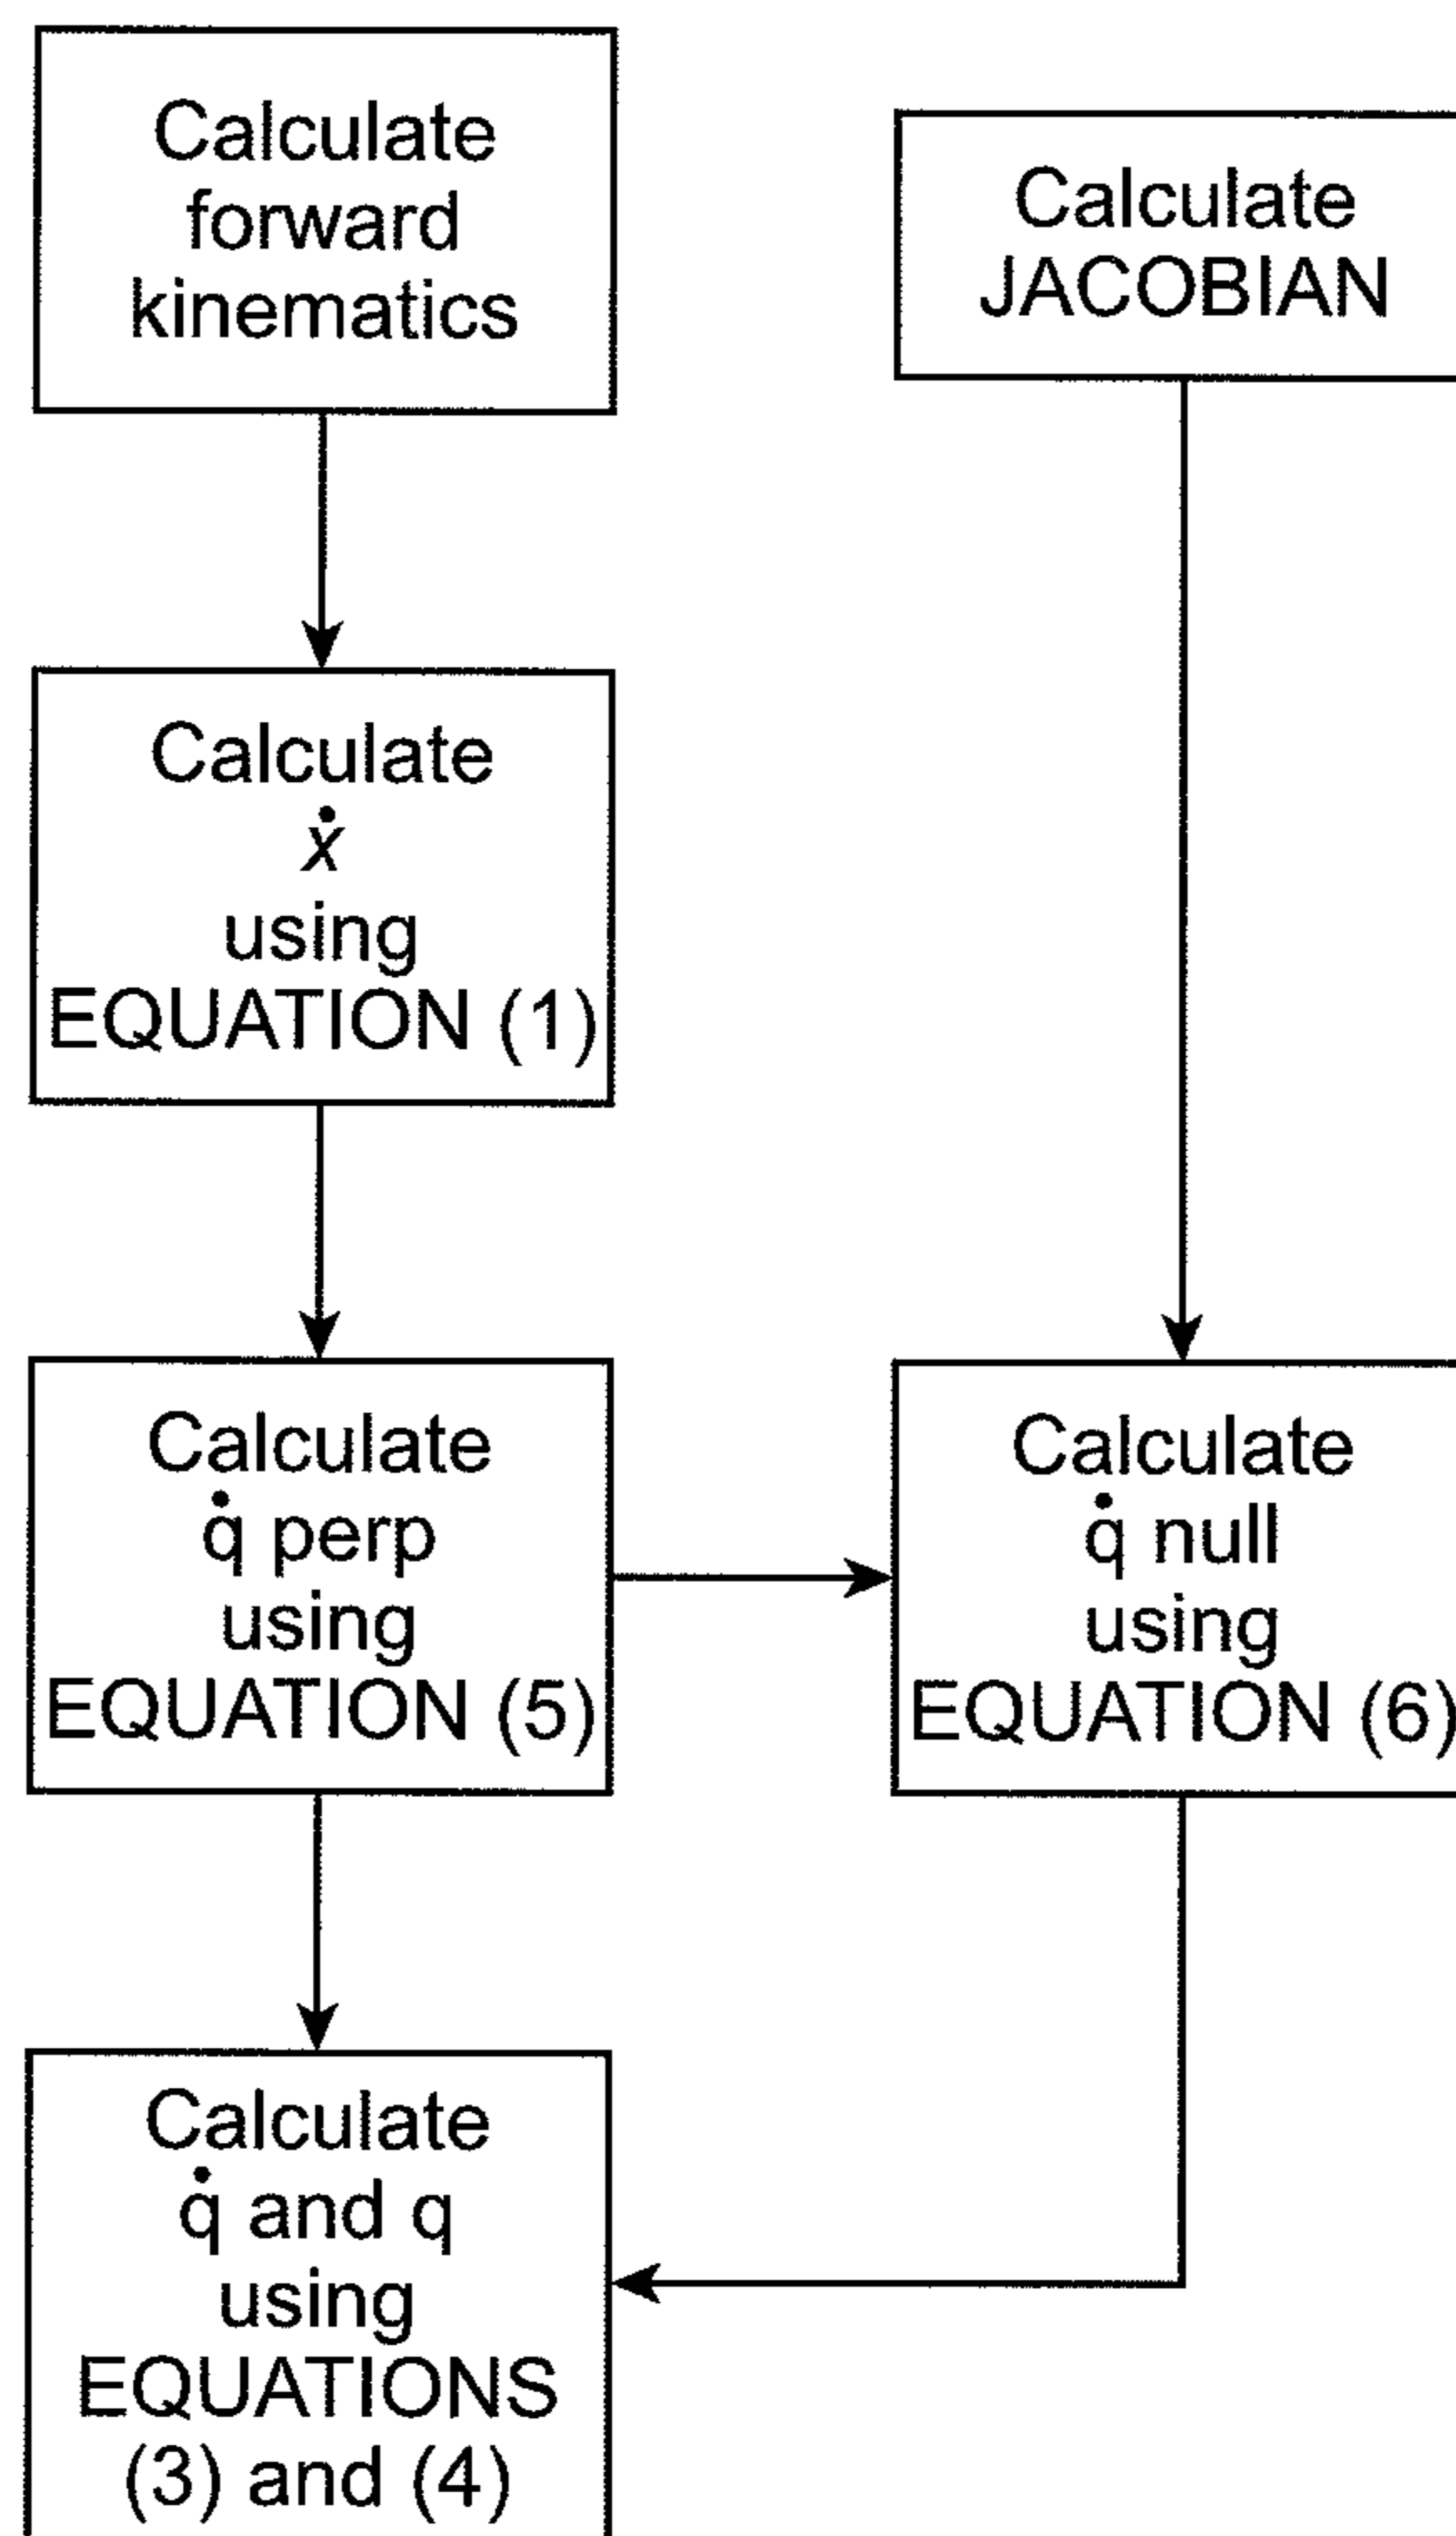 Calculate
forward
kinematics
Calculate
JACOBIAN
Calculate
ẋ
using
EQUATION (1)
Calculate
q̇ perp
using
EQUATION (5)
Calculate
q̇ null
using
EQUATION (6)
Calculate
q̇ and q
using
EQUATIONS
(3) and (4)